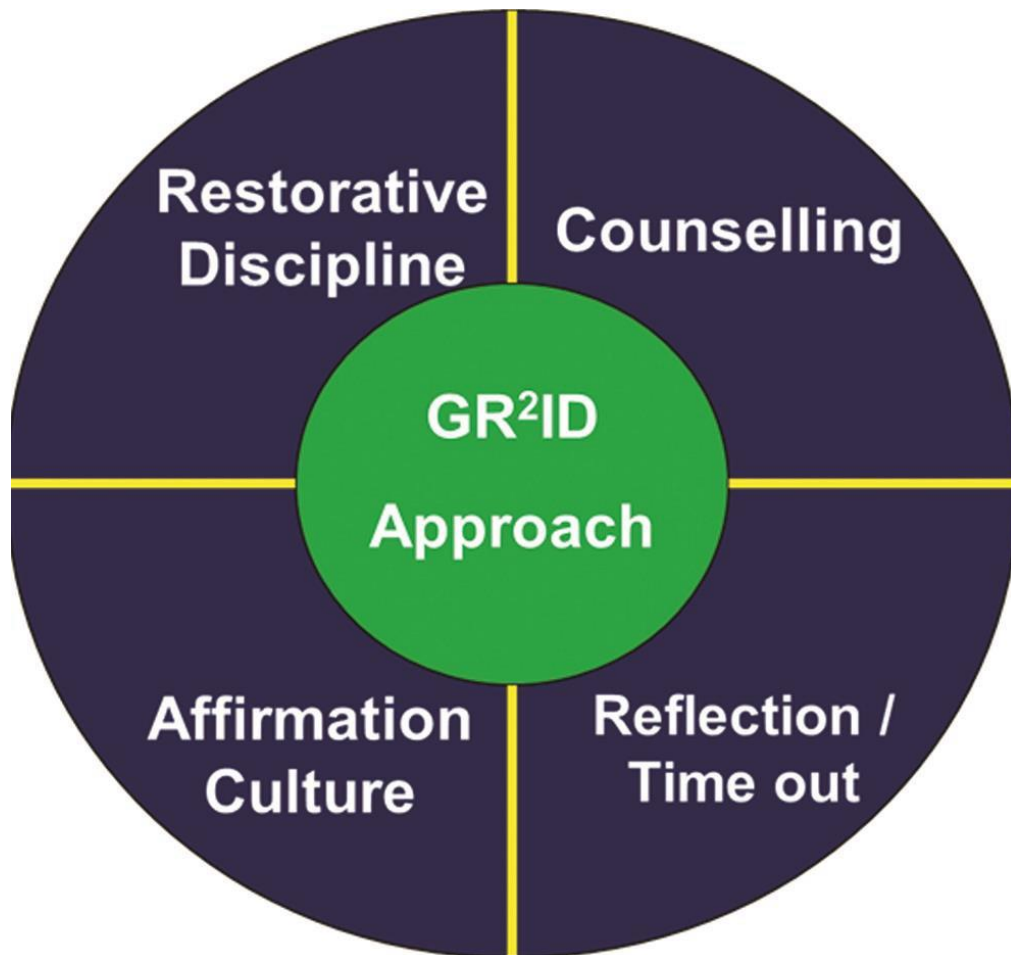 Restorative
Discipline
Counselling
GR²ID
Approach
Affirmation
Culture
Reflection /
Time out